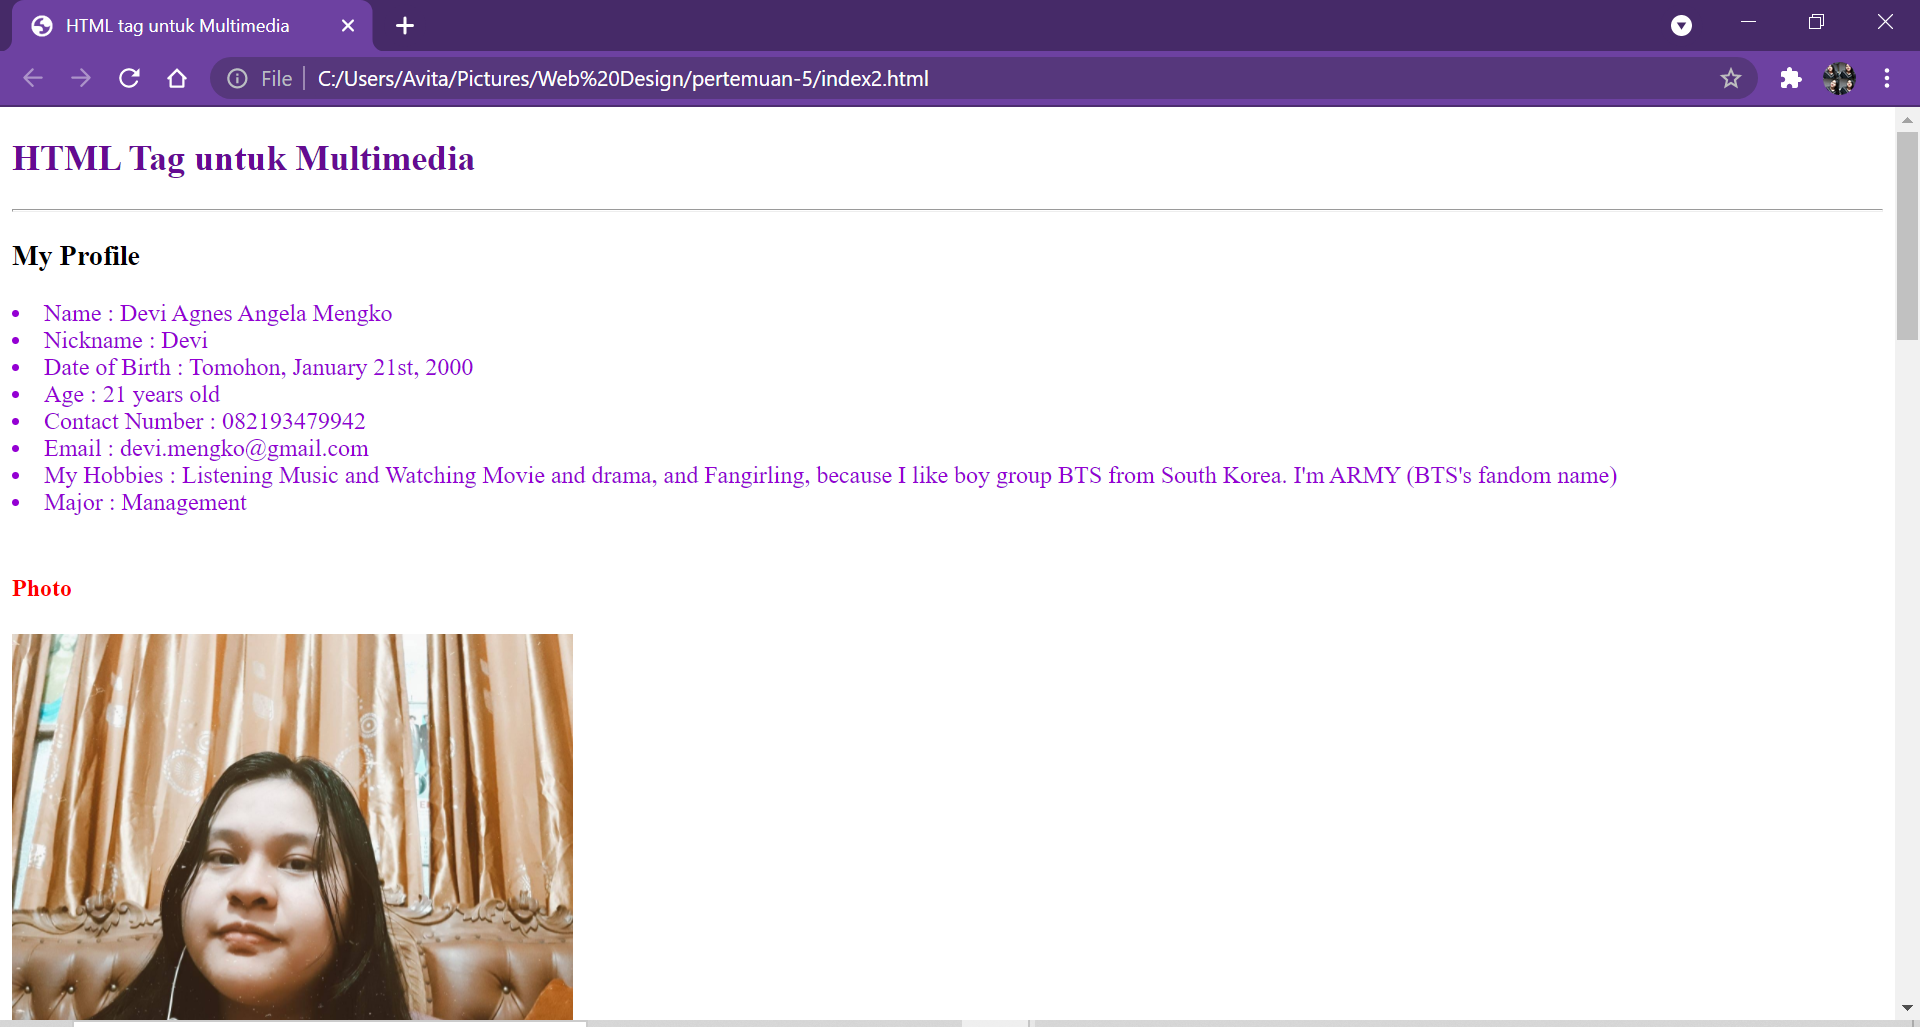 HTML tag untuk Multimedia
File
C:/Users/Avita/Pictures/Web%20Design/pertemuan-5/index2.html
HTML Tag untuk Multimedia
My Profile
Name : Devi Agnes Angela Mengko
Nickname : Devi
Date of Birth : Tomohon, January 21st, 2000
Age : 21 years old
Contact Number : 082193479942
Email : devi.mengko@gmail.com
My Hobbies : Listening Music and Watching Movie and drama, and Fangirling, because I like boy group BTS from South Korea. I'm ARMY (BTS's fandom name)
Major : Management
Photo